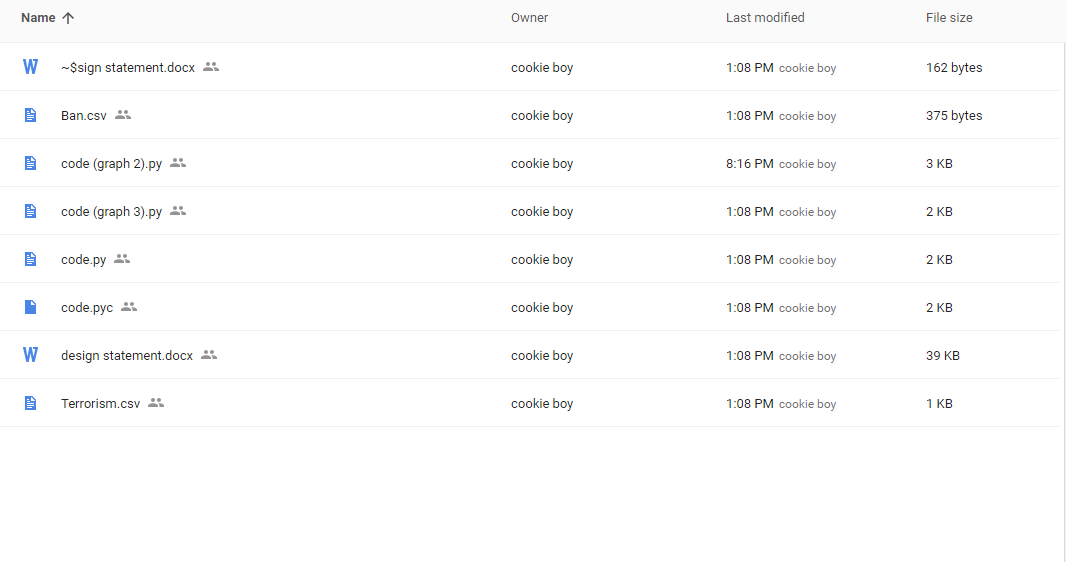 Name Owner Last modified File size
~$sign statement.docx cookie boy 1:08 PM cookie boy 162 bytes
Ban.csv cookie boy 1:08 PM cookie boy 375 bytes
code (graph 2).py cookie boy 8:16 PM cookie boy 3 KB
code (graph 3).py cookie boy 1:08 PM cookie boy 2 KB
code.py cookie boy 1:08 PM cookie boy 2 KB
code.pyc cookie boy 1:08 PM cookie boy 2 KB
design statement.docx cookie boy 1:08 PM cookie boy 39 KB
Terrorism.csv cookie boy 1:08 PM cookie boy 1 KB